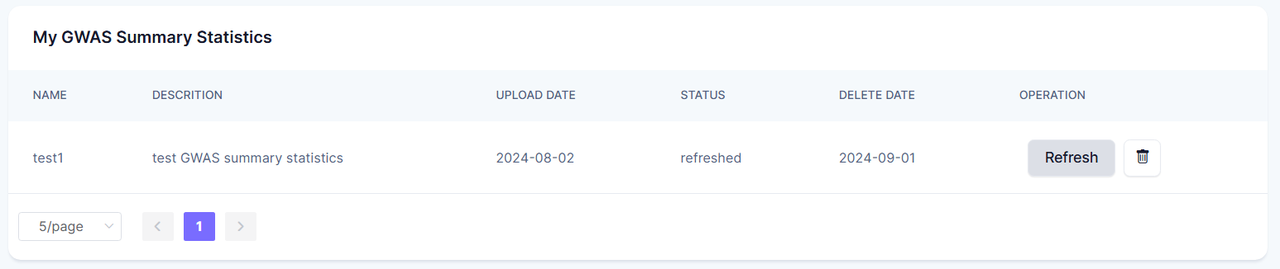 My GWAS Summary Statistics
NAME DESCRITION UPLOAD DATE STATUS DELETE DATE OPERATION
test1 test GWAS summary statistics 2024-08-02 refreshed 2024-09-01 Refresh
5/page 1